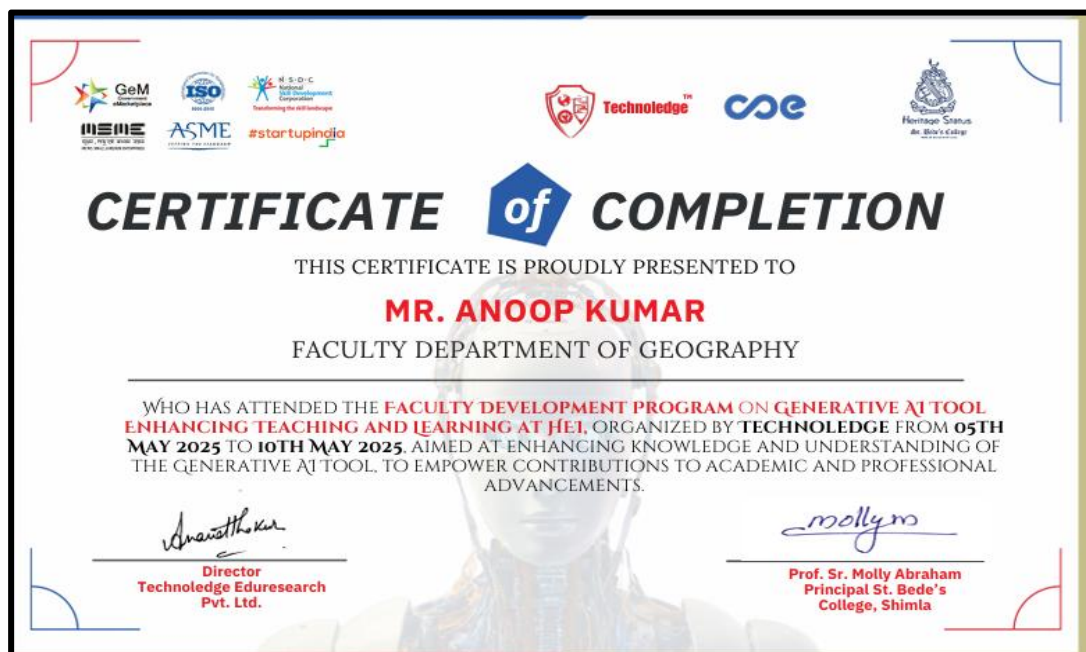 GeM
Government
eMarketplace
ISO
N·S·D·C
National
Skill Development
Corporation
Transforming the skill landscape
MSME
ASME
#startupindia
Technoledge™
coe
Heritage Status
St. Bede's College
CERTIFICATE of COMPLETION
THIS CERTIFICATE IS PROUDLY PRESENTED TO
MR. ANOOP KUMAR
FACULTY DEPARTMENT OF GEOGRAPHY
WHO HAS ATTENDED THE FACULTY DEVELOPMENT PROGRAM ON GENERATIVE AI TOOL
ENHANCING TEACHING AND LEARNING AT HEI, ORGANIZED BY TECHNOLEDGE FROM 05TH
MAY 2025 TO 10TH MAY 2025, AIMED AT ENHANCING KNOWLEDGE AND UNDERSTANDING OF
THE GENERATIVE AI TOOL, TO EMPOWER CONTRIBUTIONS TO ACADEMIC AND PROFESSIONAL
ADVANCEMENTS.
mollym
Director
Technoledge Eduresearch
Pvt. Ltd.
Prof. Sr. Molly Abraham
Principal St. Bede's
College, Shimla